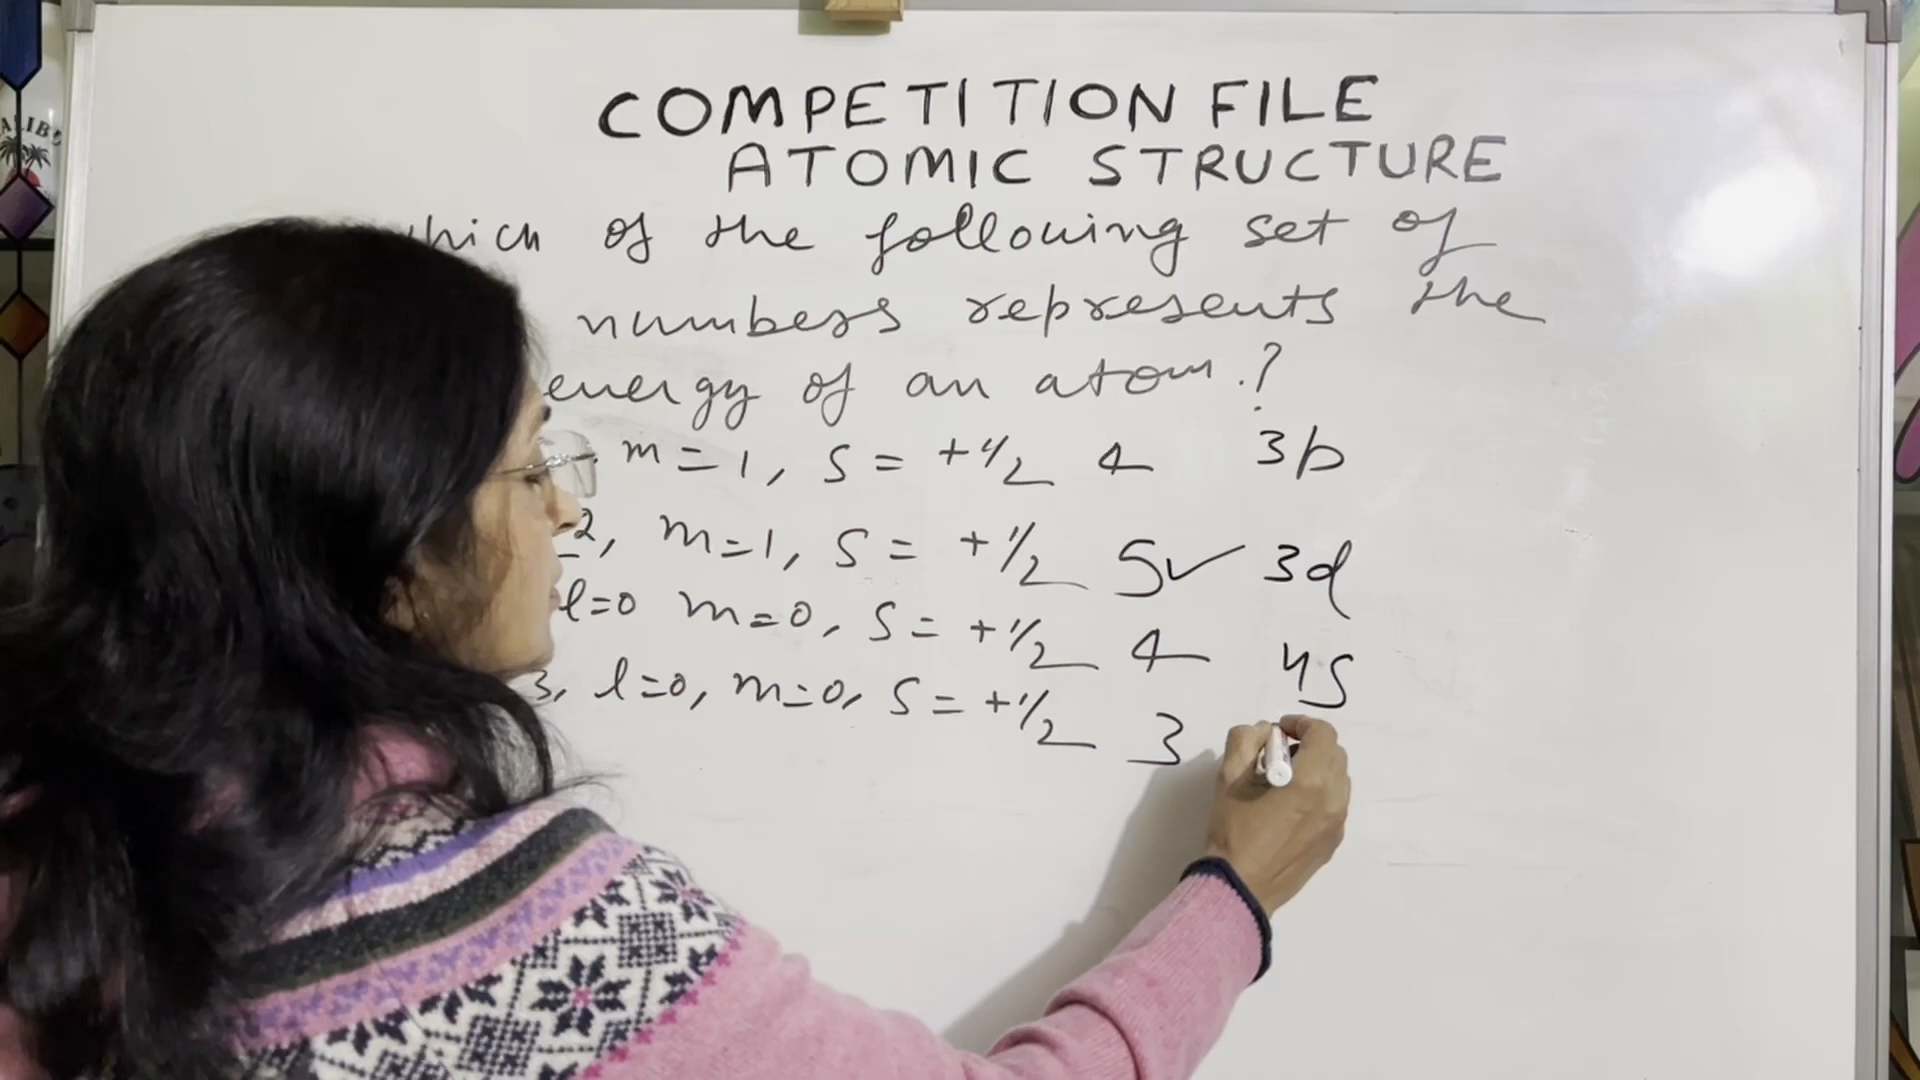 COMPETITION FILE
ATOMIC STRUCTURE
which of the following set of
numbers represents the
energy of an atom.?
m=1, S = +1/2 4 3p
2, m=1, S = +1/2 5✓ 3d
l=0 m=0, S = +1/2 4 4s
3, l=0, m=0, S = +1/2 3